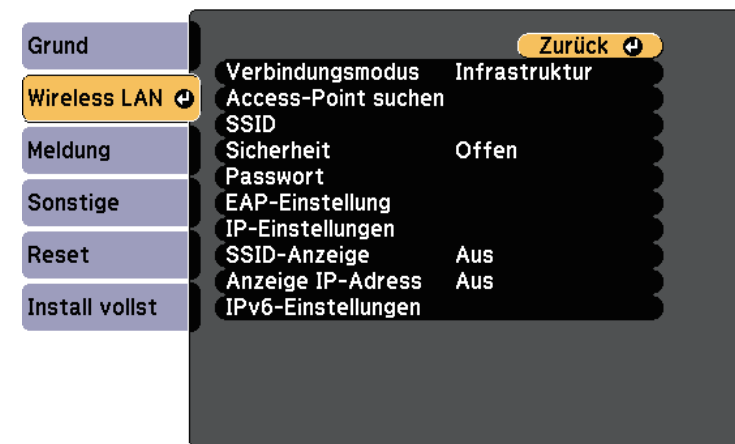 Grund
Wireless LAN
Meldung
Sonstige
Reset
Install vollst
Zurück
Verbindungsmodus Infrastruktur
Access-Point suchen
SSID
Sicherheit Offen
Passwort
EAP-Einstellung
IP-Einstellungen
SSID-Anzeige Aus
Anzeige IP-Adress Aus
IPv6-Einstellungen